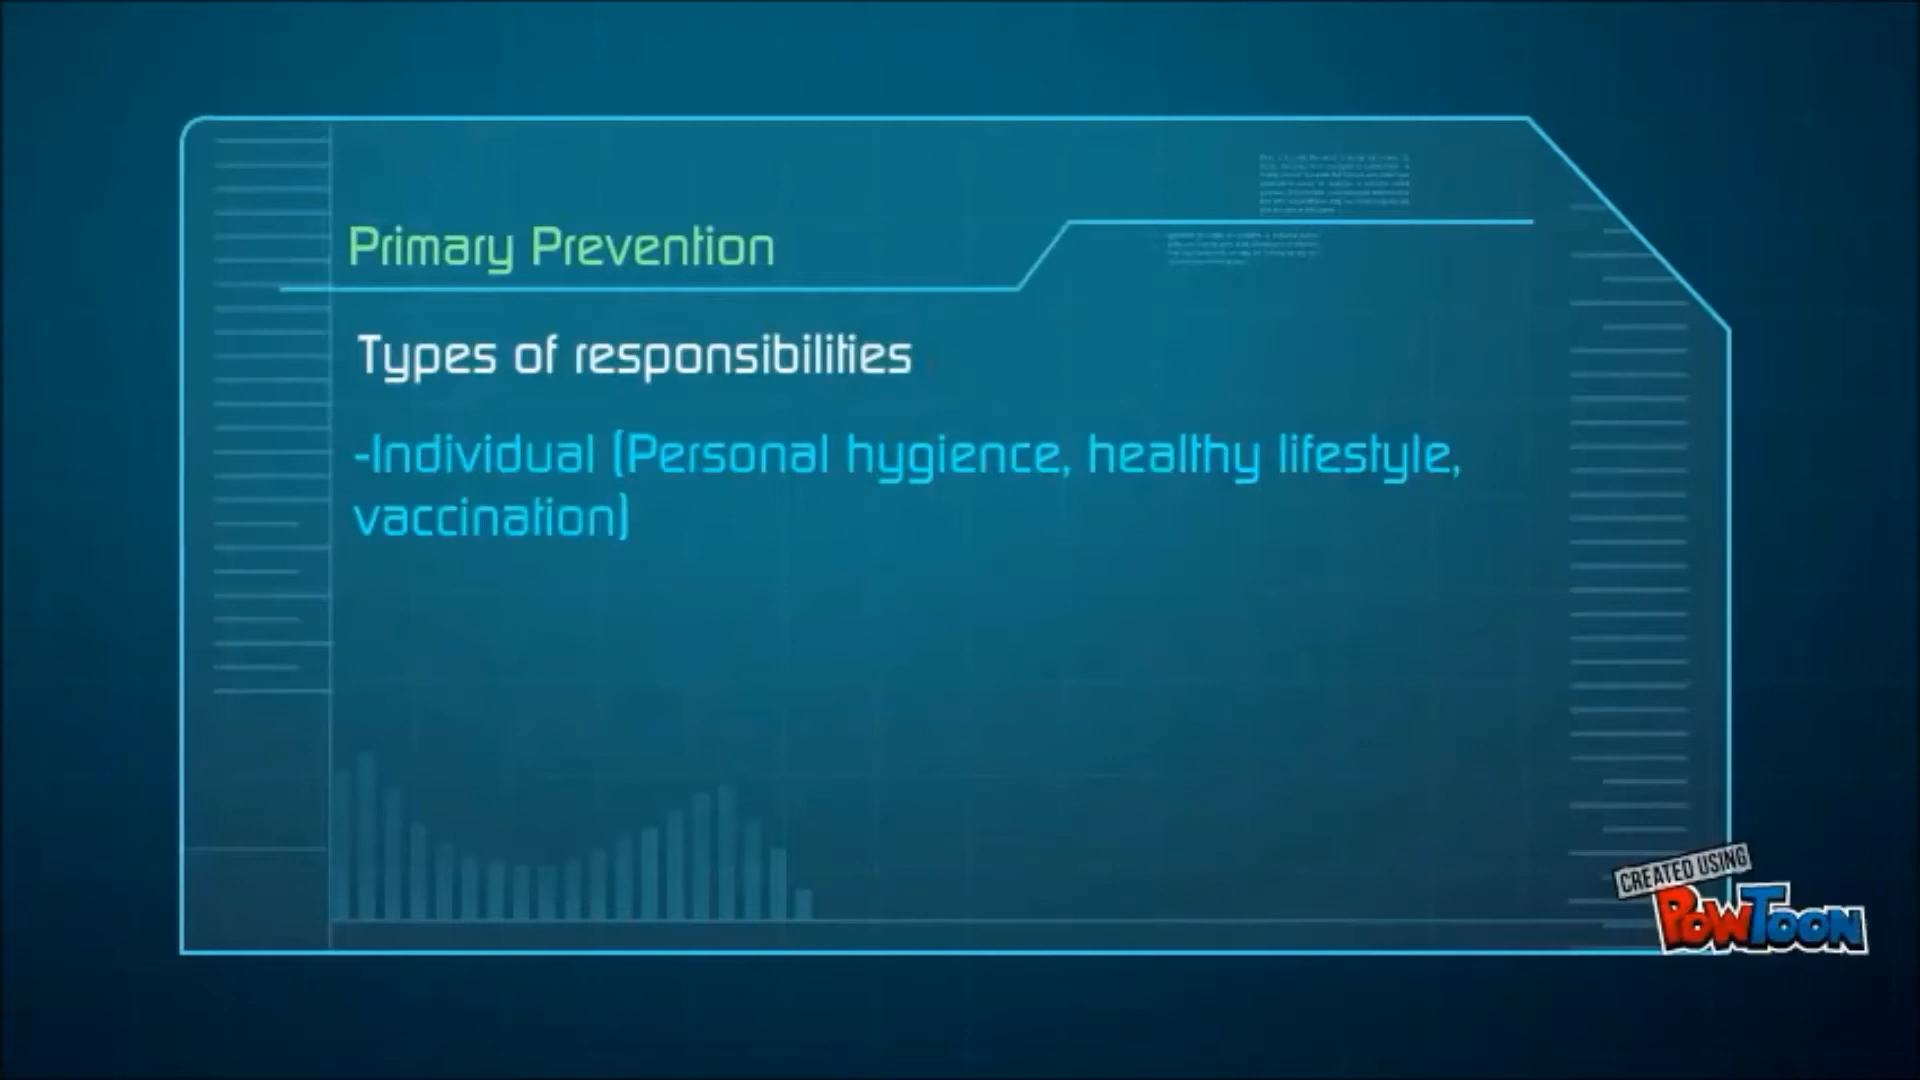 Primary Prevention
Types of responsibilities
-Individual (Personal hygience, healthy lifestyle,
vaccination)
CREATED USING
POWTOON